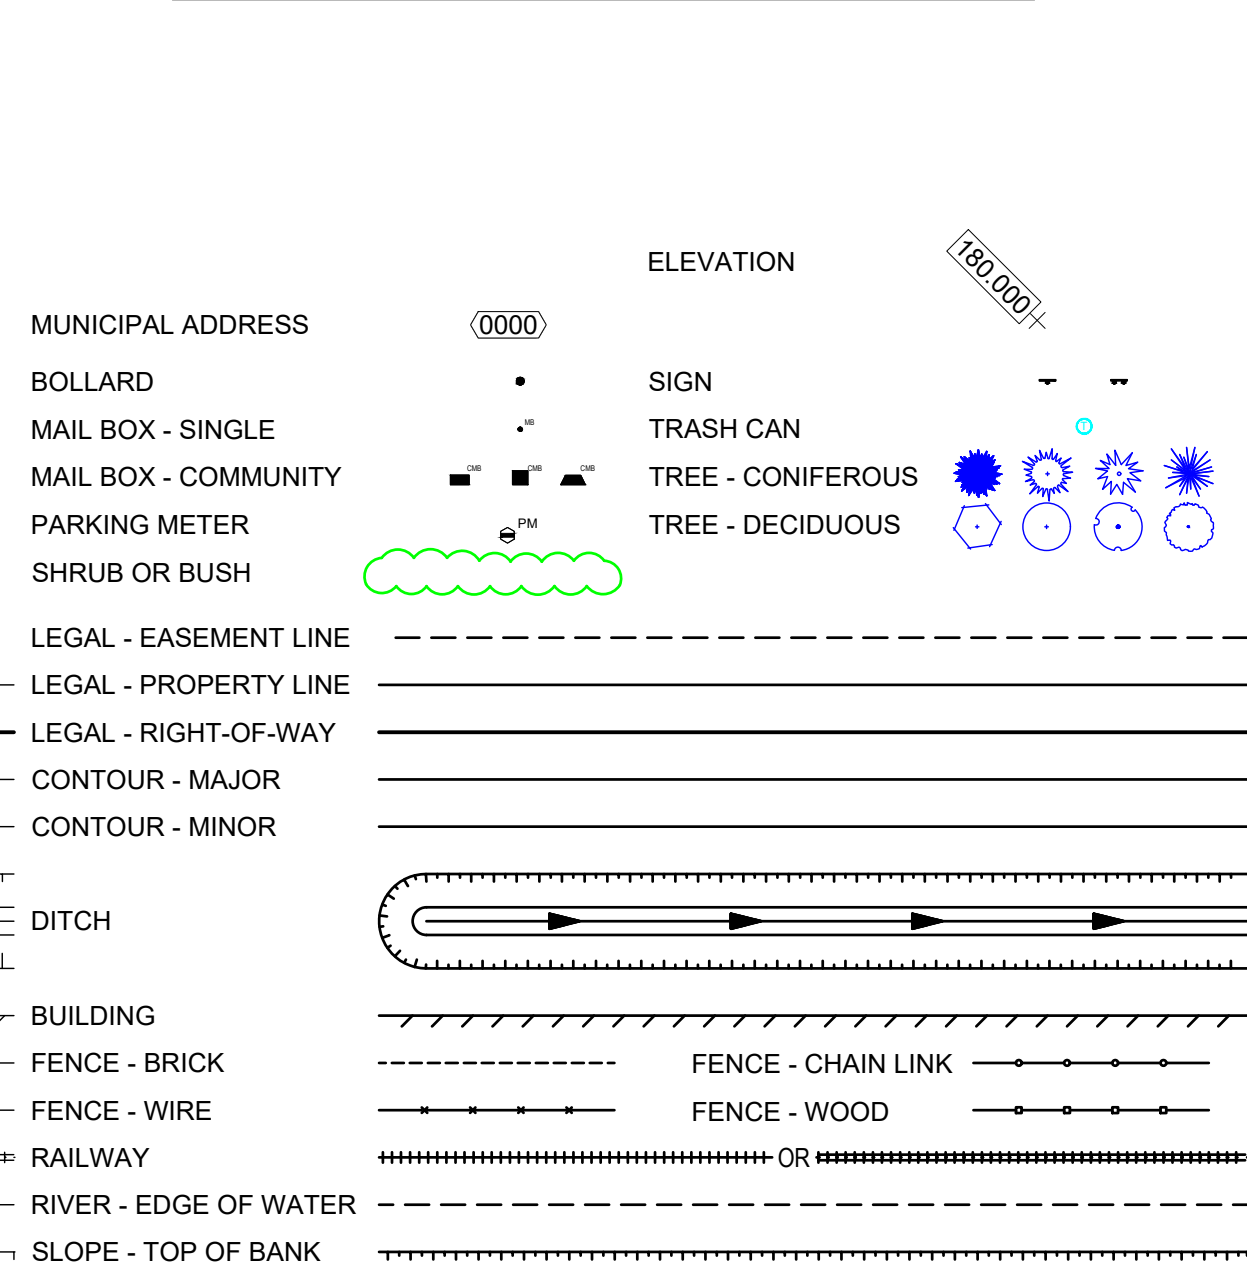 ELEVATION 180.000
MUNICIPAL ADDRESS 0000
BOLLARD SIGN
MAIL BOX - SINGLE MB TRASH CAN T
MAIL BOX - COMMUNITY CMB CMB CMB TREE - CONIFEROUS
PARKING METER PM TREE - DECIDUOUS
SHRUB OR BUSH
LEGAL - EASEMENT LINE
LEGAL - PROPERTY LINE
LEGAL - RIGHT-OF-WAY
CONTOUR - MAJOR
CONTOUR - MINOR
DITCH
BUILDING
FENCE - BRICK FENCE - CHAIN LINK
FENCE - WIRE FENCE - WOOD
RAILWAY OR
RIVER - EDGE OF WATER
SLOPE - TOP OF BANK